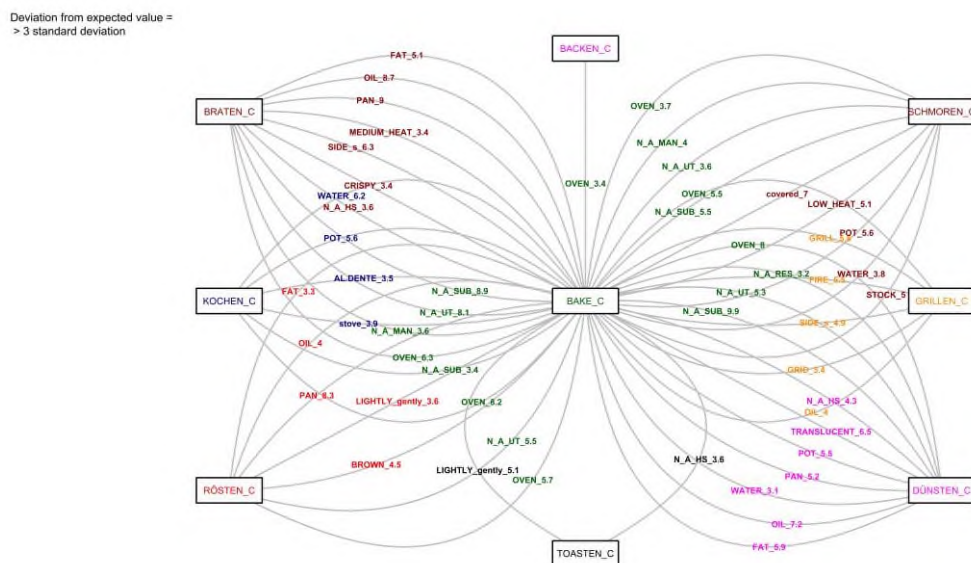 Deviation from expected value =
> 3 standard deviation
BACKEN_C
FAT_5.1
OIL_8.7
PAN_9
OVEN_3.7
BRATEN_C
SCHMOREN_C
MEDIUM_HEAT_3.4
N_A_MAN_4
SIDE_s_6.3
N_A_UT_3.6
OVEN_3.4
CRISPY_3.4
WATER_6.2
OVEN_5.5
covered_7
N_A_HS_3.6
LOW_HEAT_5.1
N_A_SUB_5.5
POT_5.6
POT_5.6
OVEN_6
AL DENTE_3.5
N_A_RES_3.2
WATER_3.8
FAT_3.3
N_A_SUB_8.9
N_A_UT_5.3
STOCK_5
KOCHEN_C
BAKE_C
GRILLEN_C
N_A_UT_8.1
N_A_SUB_9.9
stove_3.9
N_A_MAN_3.6
SIDE_s_4.9
OIL_4
OVEN_6.3
N_A_SUB_3.4
GRID_3.4
PAN_6.3
LIGHTLY_gently_3.6
OVEN_6.2
N_A_HS_4.3
OIL_4
TRANSLUCENT_6.5
N_A_UT_5.5
POT_5.5
BROWN_4.5
LIGHTLY_gently_5.1
N_A_HS_3.6
PAN_5.2
OVEN_5.7
RÖSTEN_C
WATER_3.1
DÜNSTEN_C
OIL_7.2
FAT_5.9
TOASTEN_C